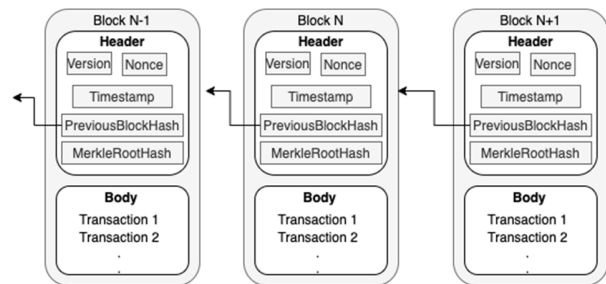 Block N-1
Header
Version
Nonce
Timestamp
PreviousBlockHash
MerkleRootHash
Body
Transaction 1
Transaction 2
.
.
Block N
Header
Version
Nonce
Timestamp
PreviousBlockHash
MerkleRootHash
Body
Transaction 1
Transaction 2
.
.
Block N+1
Header
Version
Nonce
Timestamp
PreviousBlockHash
MerkleRootHash
Body
Transaction 1
Transaction 2
.
.